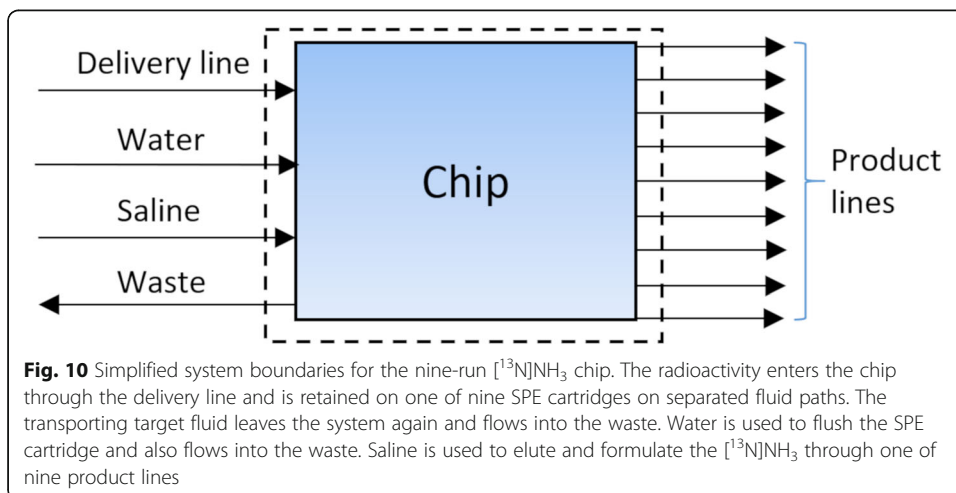 Delivery line
Water
Saline
Waste
Chip
Product
lines
Fig. 10 Simplified system boundaries for the nine-run [¹³N]NH₃ chip. The radioactivity enters the chip
through the delivery line and is retained on one of nine SPE cartridges on separated fluid paths. The
transporting target fluid leaves the system again and flows into the waste. Water is used to flush the SPE
cartridge and also flows into the waste. Saline is used to elute and formulate the [¹³N]NH₃ through one of
nine product lines